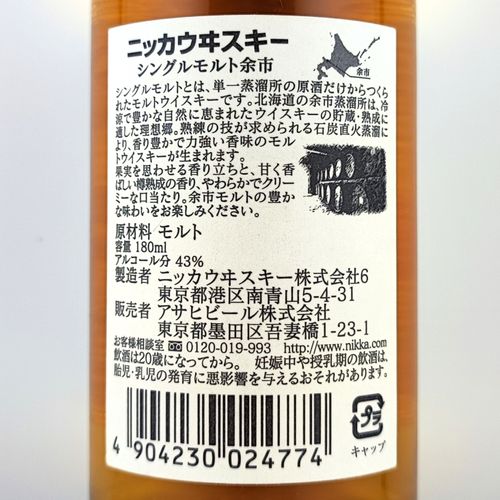 ニッカウヰスキー
シングルモルト余市
余市
シングルモルトとは、単一蒸溜所の原酒だけからつくら
れたモルトウイスキーです。北海道の余市蒸溜所は、冷
涼で豊かな自然に恵まれたウイスキーの貯蔵・熟成に
適した理想郷。熟練の技が求められる石炭直火蒸溜に
より、香り豊かで力強い香味のモル
トウイスキーが生まれます。
果実を思わせる香り立ちと、甘く香
ばしい樽熟成の香り、やわらかでクリー
ミーな口当たり。余市モルトの豊か
な味わいをお楽しみください。
原材料 モルト
容量 180ml
アルコール分 43%
製造者 ニッカウヰスキー株式会社6
東京都港区南青山5-4-31
販売者 アサヒビール株式会社
東京都墨田区吾妻橋1-23-1
お客様相談室 0120-019-993 http://www.nikka.com
飲酒は20歳になってから。 妊娠中や授乳期の飲酒は、
胎児・乳児の発育に悪影響を与えるおそれがあります。
プラ
キャップ
4 904230 024774